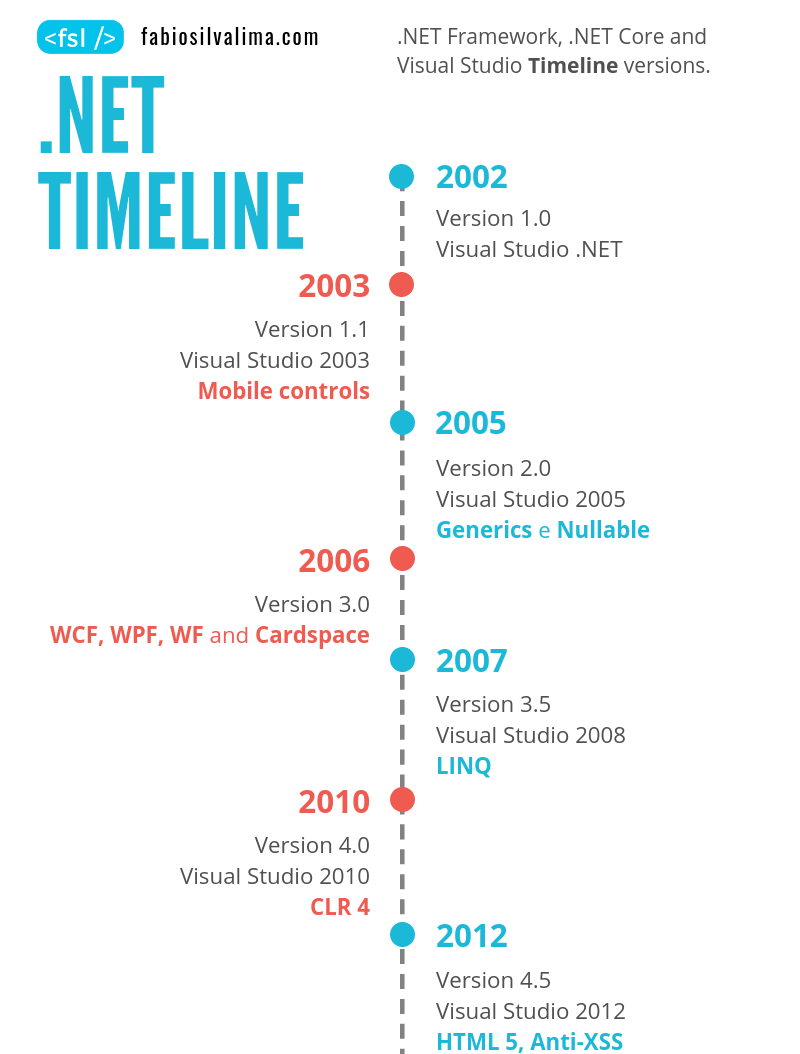 <fsl /> fabiosilvalima.com
.NET Framework, .NET Core and
Visual Studio Timeline versions.
.NET
TIMELINE
2002
Version 1.0
Visual Studio .NET
2003
Version 1.1
Visual Studio 2003
Mobile controls
2005
Version 2.0
Visual Studio 2005
Generics e Nullable
2006
Version 3.0
WCF, WPF, WF and Cardspace
2007
Version 3.5
Visual Studio 2008
LINQ
2010
Version 4.0
Visual Studio 2010
CLR 4
2012
Version 4.5
Visual Studio 2012
HTML 5, Anti-XSS